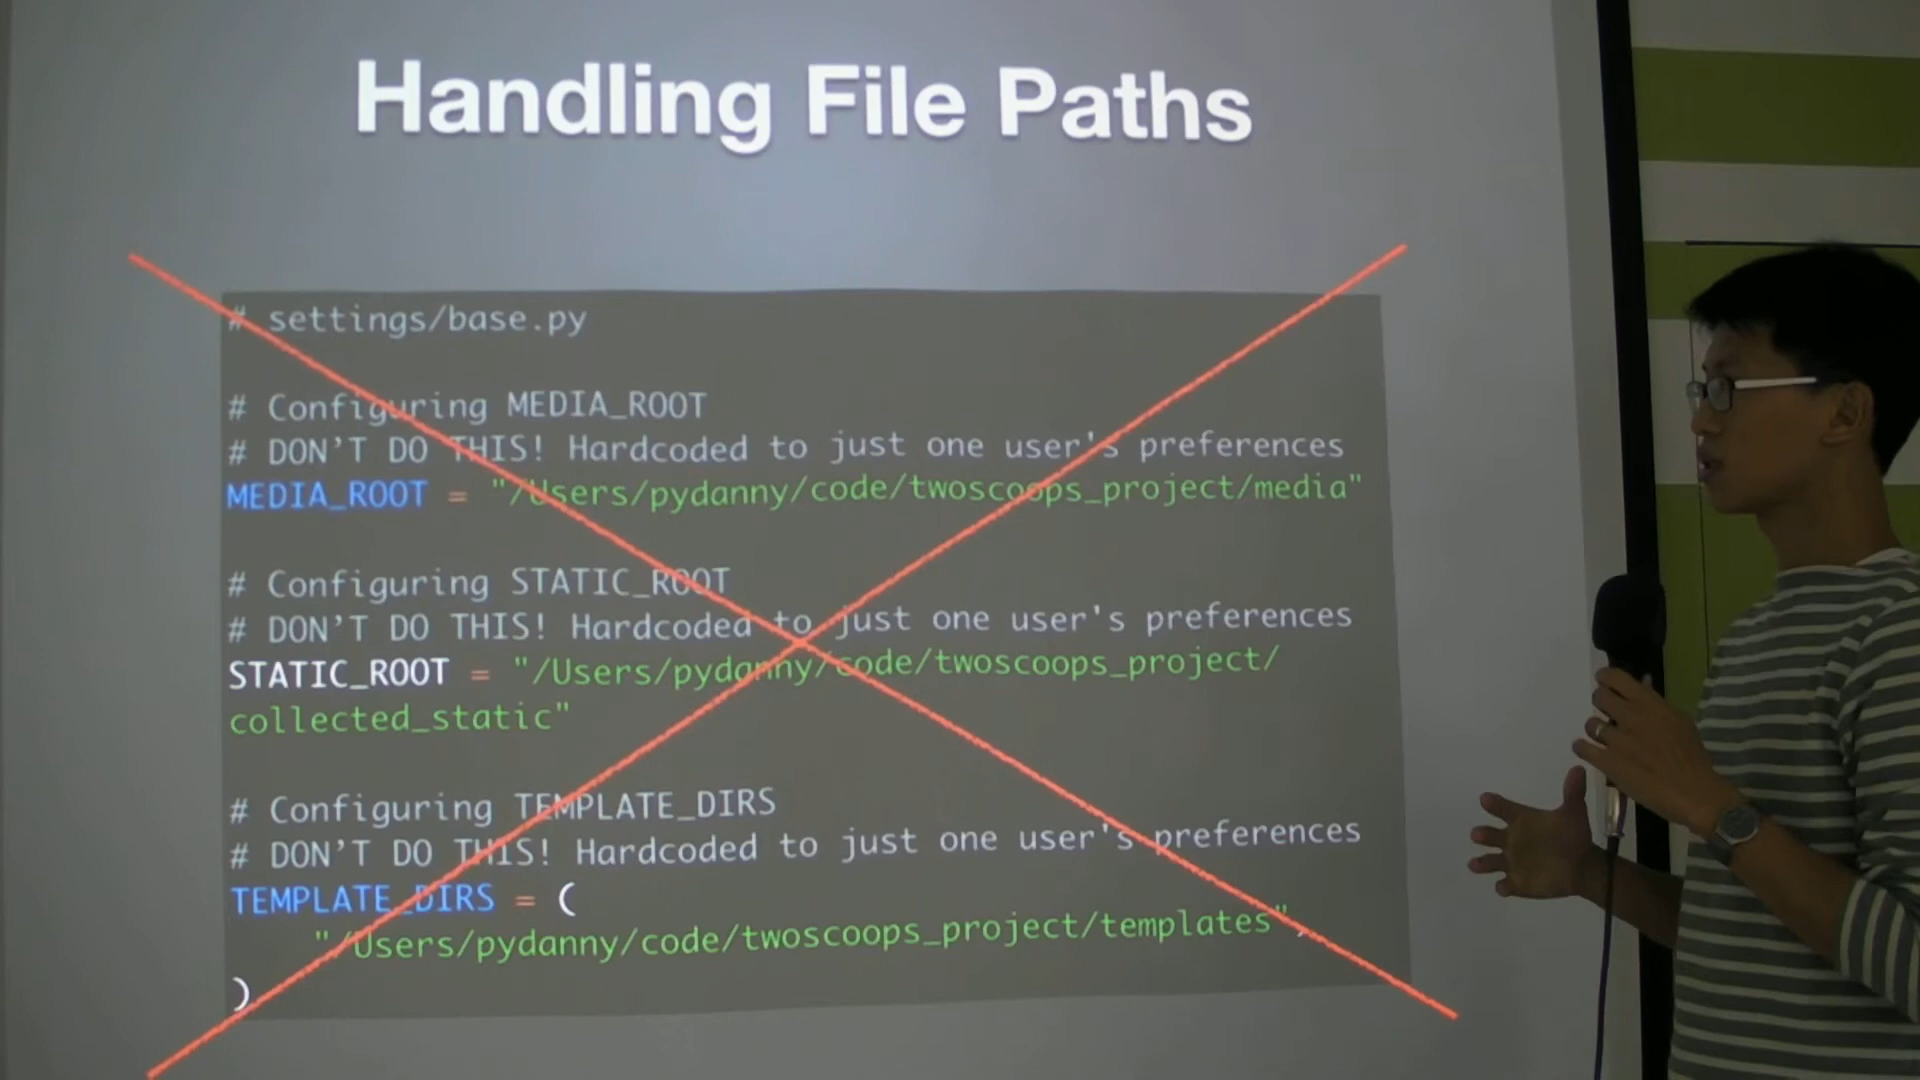 Handling File Paths
# settings/base.py
# Configuring MEDIA_ROOT
# DON’T DO THIS! Hardcoded to just one user's preferences
MEDIA_ROOT = "/Users/pydanny/code/twoscoops_project/media"
# Configuring STATIC_ROOT
# DON’T DO THIS! Hardcoded to just one user's preferences
STATIC_ROOT = "/Users/pydanny/code/twoscoops_project/
collected_static"
# Configuring TEMPLATE_DIRS
# DON’T DO THIS! Hardcoded to just one user's preferences
TEMPLATE_DIRS = (
"/Users/pydanny/code/twoscoops_project/templates",
)